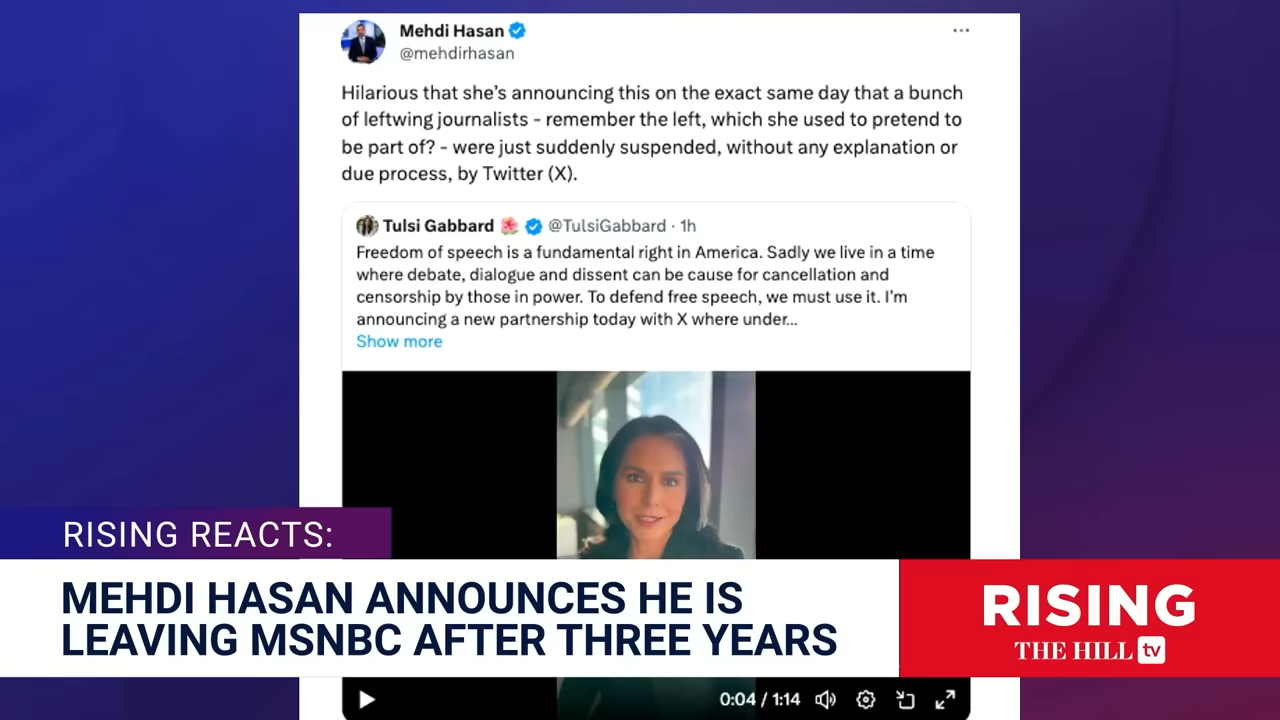 Mehdi Hasan
@mehdirhasan
Hilarious that she’s announcing this on the exact same day that a bunch
of leftwing journalists - remember the left, which she used to pretend to
be part of? - were just suddenly suspended, without any explanation or
due process, by Twitter (X).
Tulsi Gabbard 🌺 @TulsiGabbard · 1h
Freedom of speech is a fundamental right in America. Sadly we live in a time
where debate, dialogue and dissent can be cause for cancellation and
censorship by those in power. To defend free speech, we must use it. I’m
announcing a new partnership today with X where under...
Show more
RISING REACTS:
MEHDI HASAN ANNOUNCES HE IS
LEAVING MSNBC AFTER THREE YEARS
RISING
THE HILL tv
0:04 / 1:14